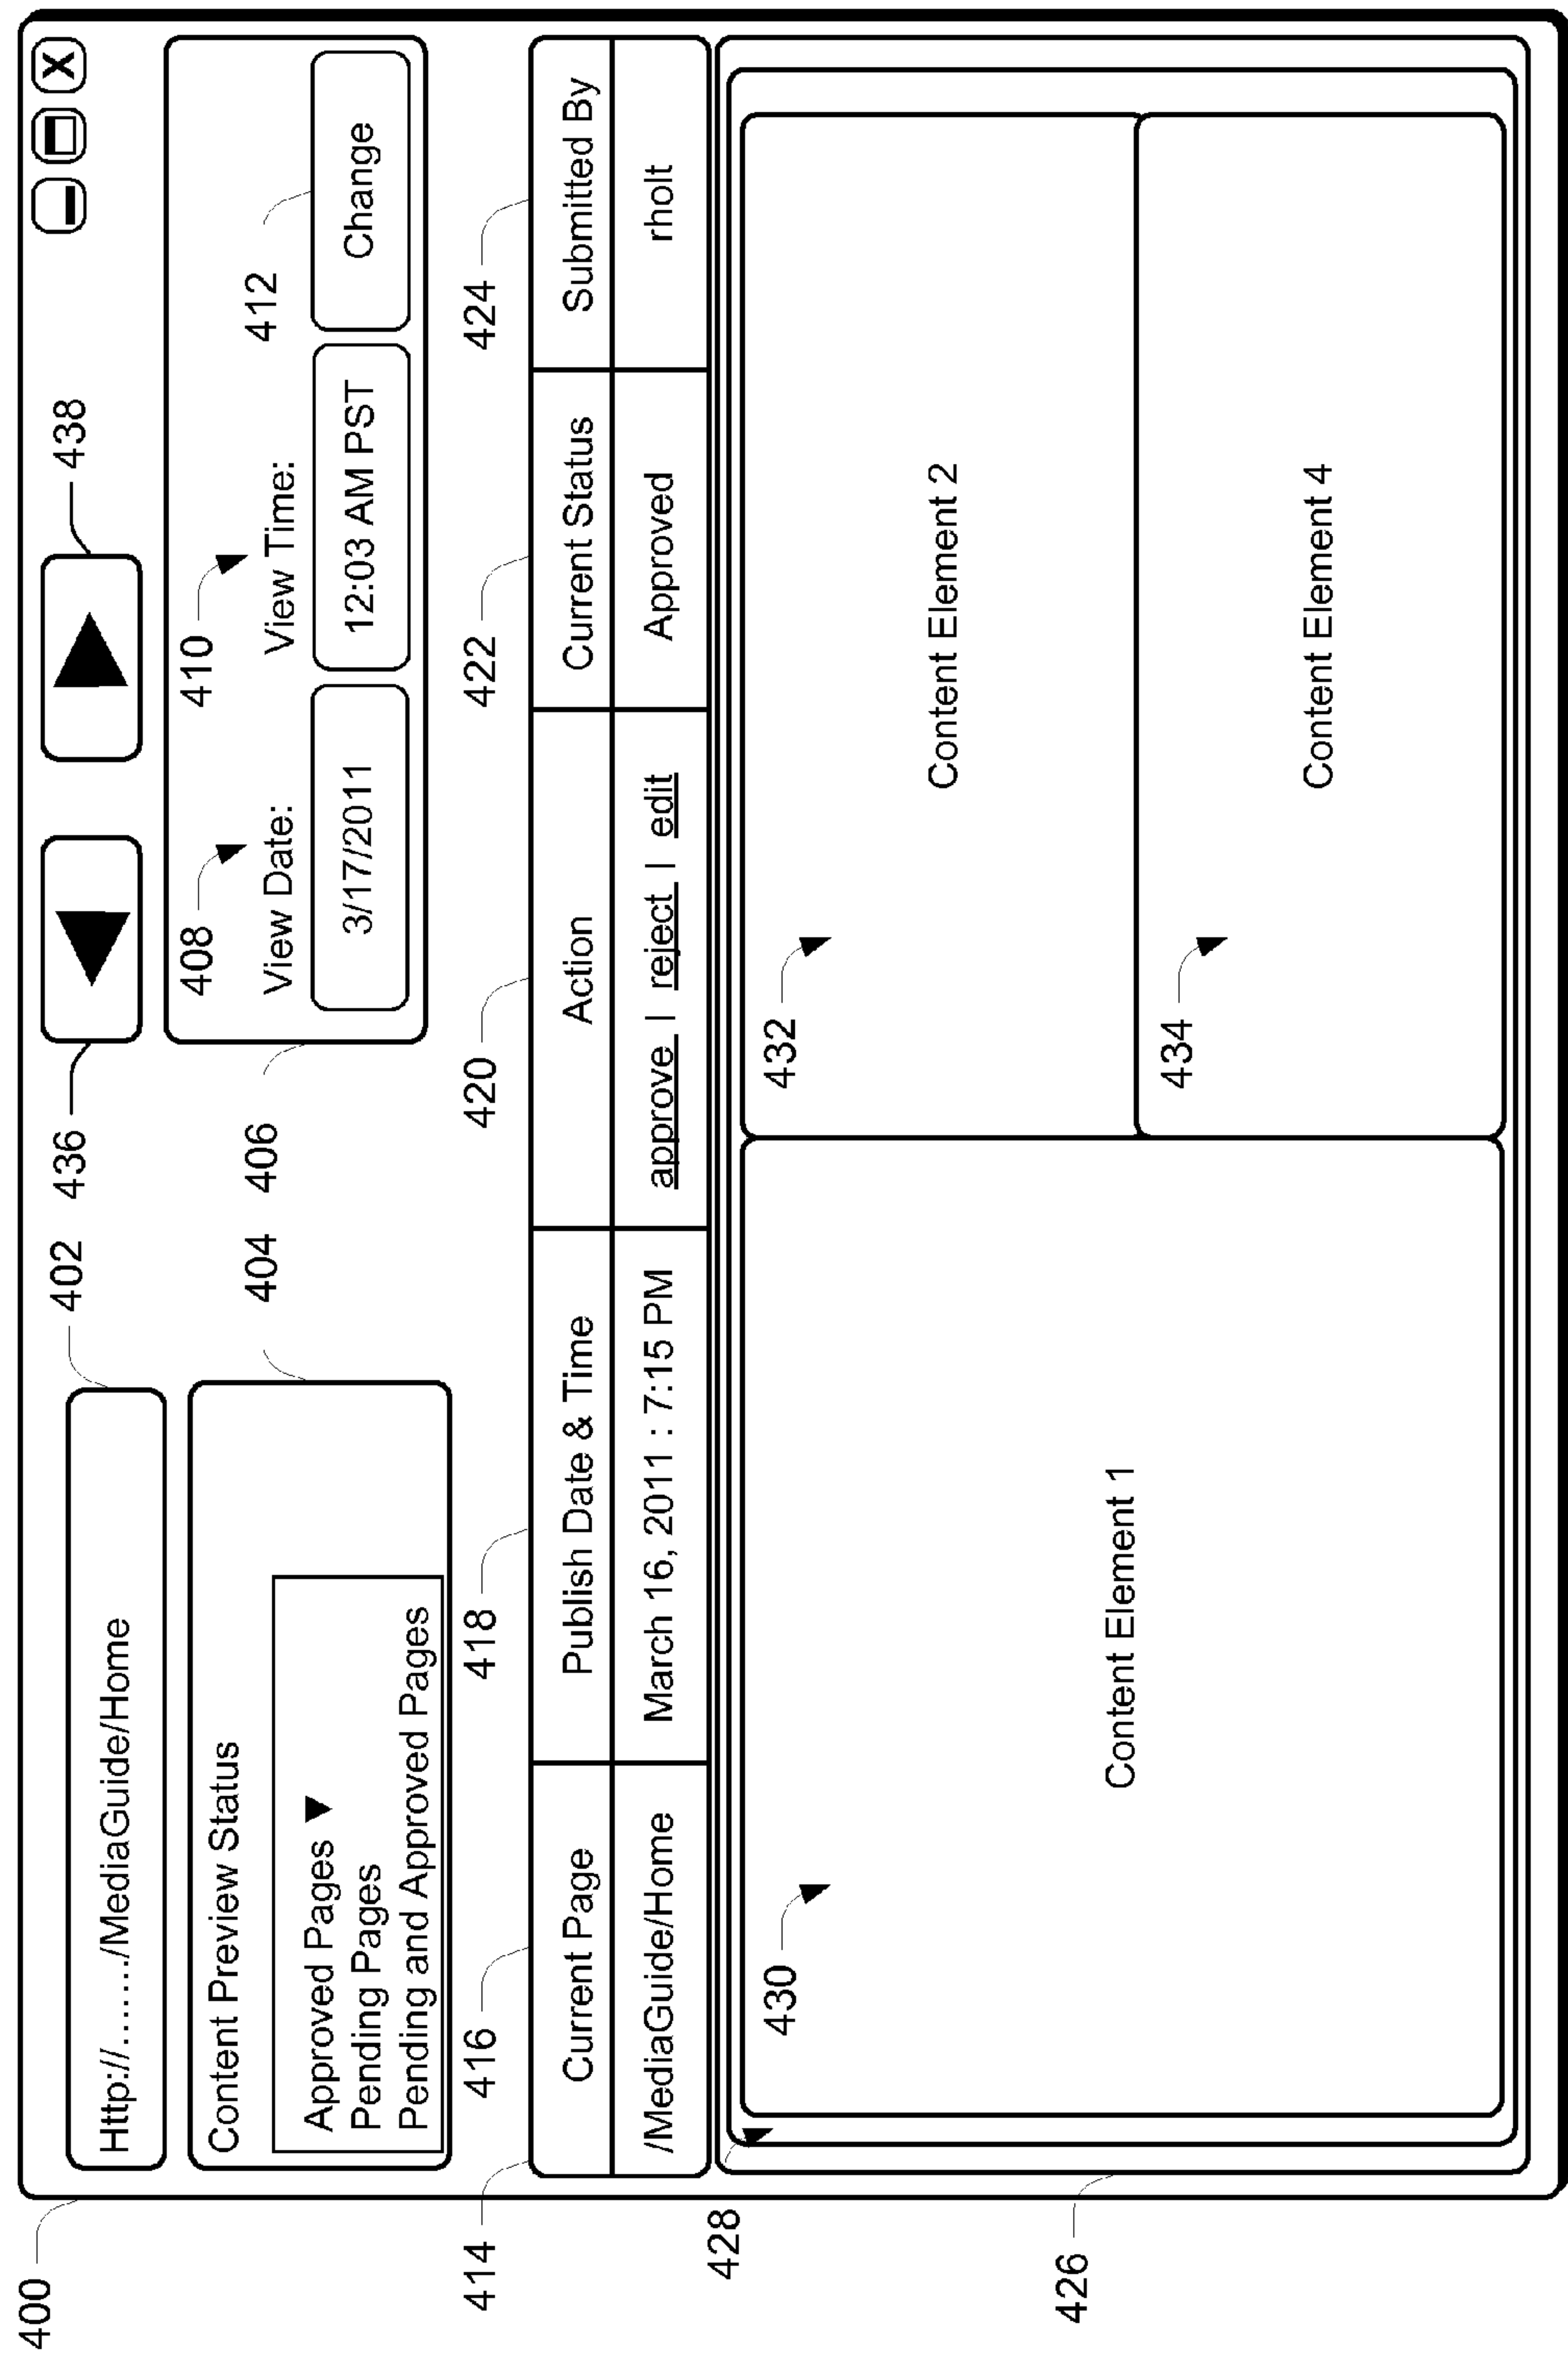 400
402
436
438
X
Http://......../MediaGuide/Home
404
406
408
410
412
Content Preview Status
Approved Pages ▼
Pending Pages
Pending and Approved Pages
View Date:
View Time:
3/17/2011
12:03 AM PST
Change
414
416
418
420
422
424
Current Page
Publish Date & Time
Action
Current Status
Submitted By
/MediaGuide/Home
March 16, 2011 : 7:15 PM
approve | reject | edit
Approved
rholt
428
430
432
Content Element 1
Content Element 2
426
434
Content Element 4